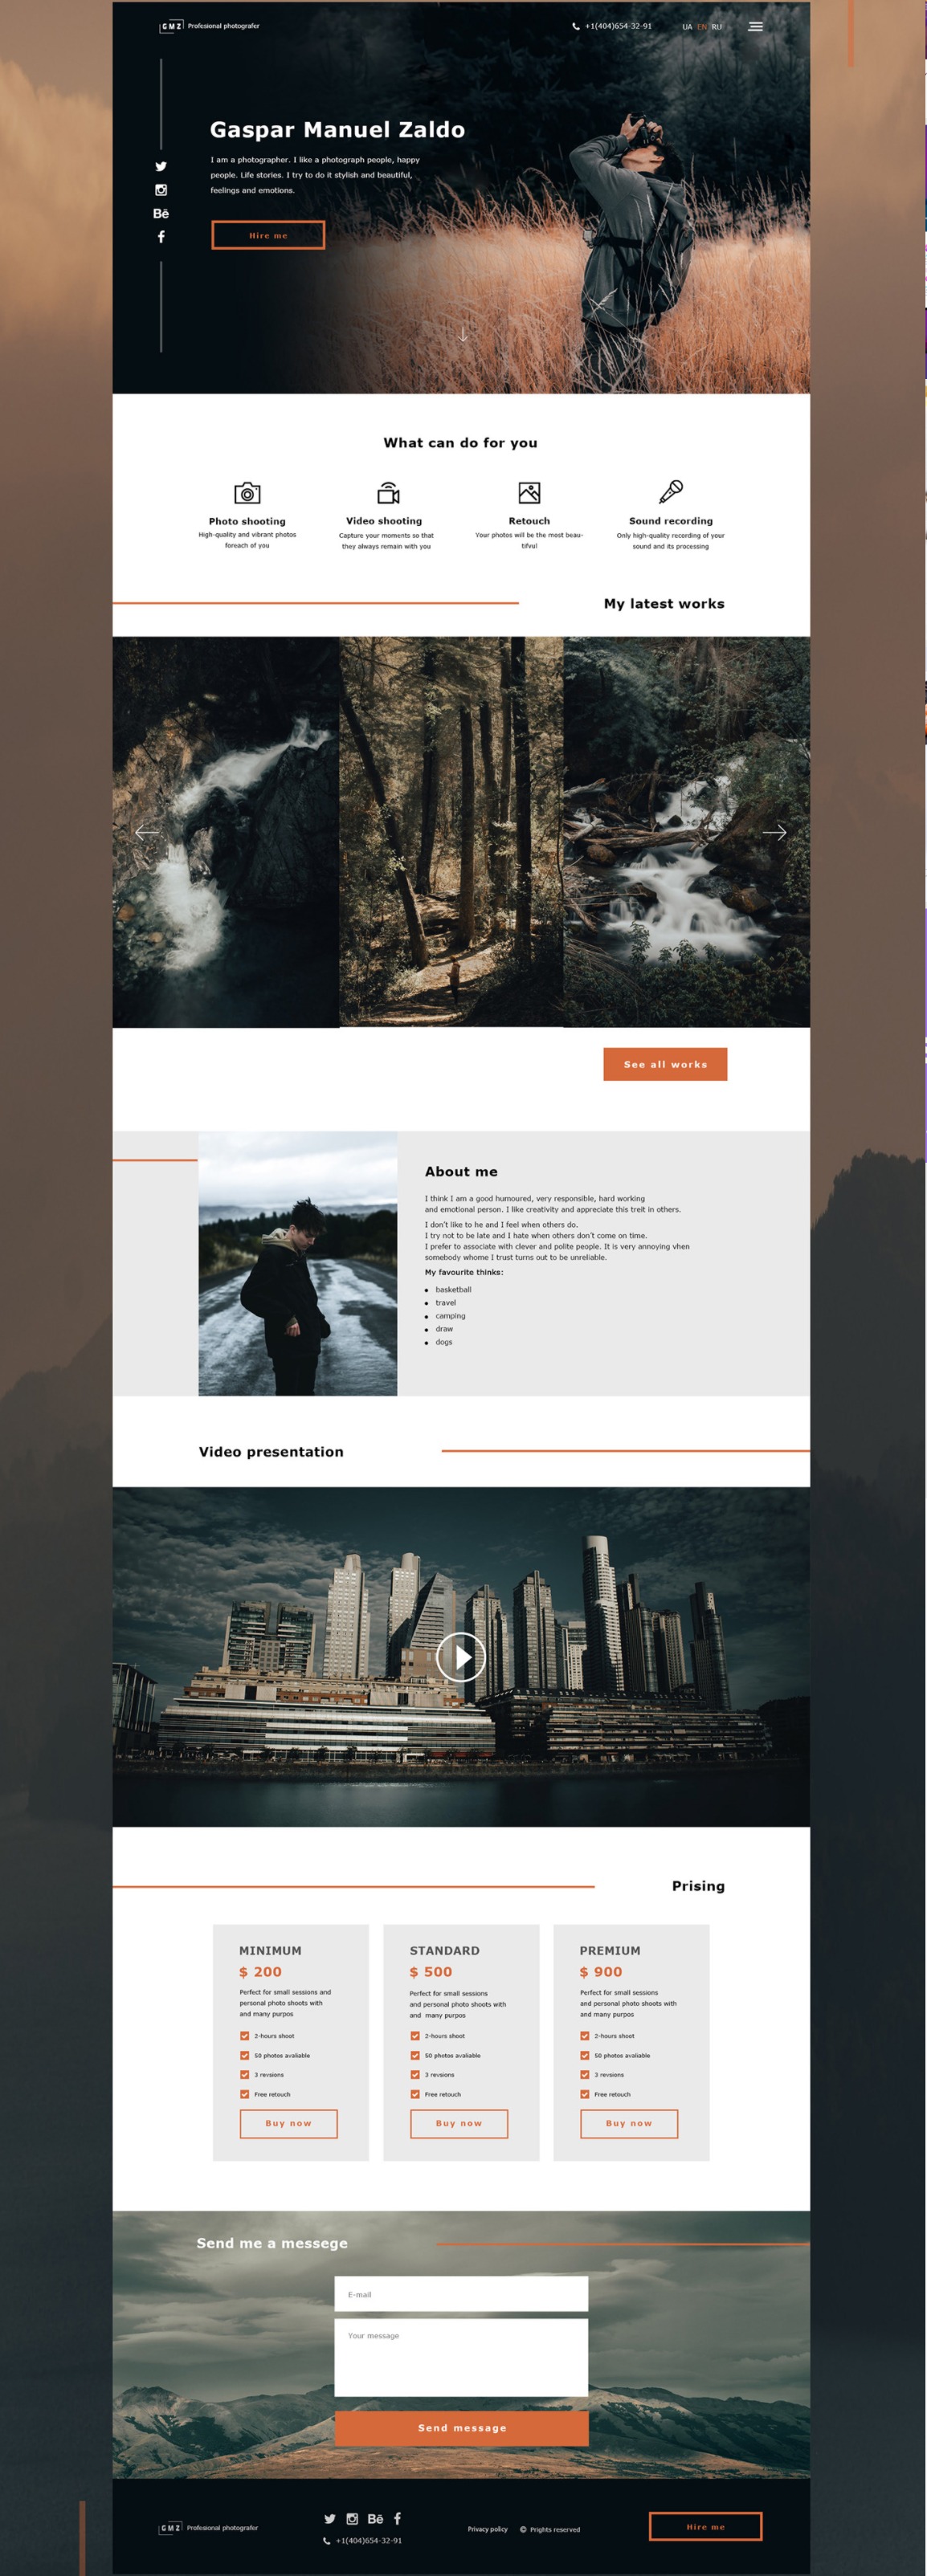 GMZ Profesional photografer
+1(404)654-32-91
UA EN RU
Gaspar Manuel Zaldo
I am a photographer. I like a photograph people, happy
people. Life stories. I try to do it stylish and beautiful,
feelings and emotions.
Bē
Hire me
What can do for you
Photo shooting
High-quality and vibrant photos
foreach of you
Video shooting
Capture your moments so that
they always remain with you
Retouch
Your photos will be the most beau-
tifvul
Sound recording
Only high-quality recording of your
sound and its processing
My latest works
See all works
About me
I think I am a good humoured, very responsible, hard working
and emotional person. I like creativity and appreciate this treit in others.
I don't like to he and I feel when others do.
I try not to be late and I hate when others don't come on time.
I prefer to associate with clever and polite people. It is very annoying when
somebody whome I trust turns out to be unreliable.
My favourite thinks:
basketball
travel
camping
draw
dogs
Video presentation
Prising
MINIMUM
$ 200
Perfect for small sessions and
personal photo shoots with
and many purpos
2-hours shoot
50 photos avaliable
3 revsions
Free retouch
Buy now
STANDARD
$ 500
Perfect for small sessions
and personal photo shoots with
and many purpos
2-hours shoot
50 photos avaliable
3 revsions
Free retouch
Buy now
PREMIUM
$ 900
Perfect for small sessions
and personal photo shoots with
and many purpos
2-hours shoot
50 photos avaliable
3 revsions
Free retouch
Buy now
Send me a messege
E-mail
Your message
Send message
GMZ Profesional photografer
Bē
+1(404)654-32-91
Privacy policy © Prights reserved
Hire me